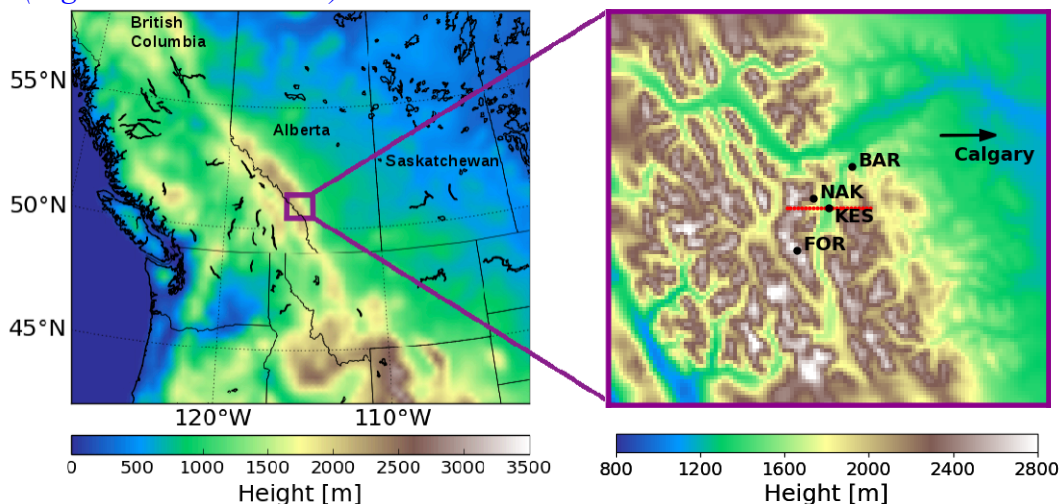 British
Columbia
Alberta
Saskatchewan
55°N
50°N
45°N
120°W 110°W
0 500 1000 1500 2000 2500 3000 3500
Height [m]
BAR
NAK
KES
FOR
Calgary
800 1200 1600 2000 2400 2800
Height [m]